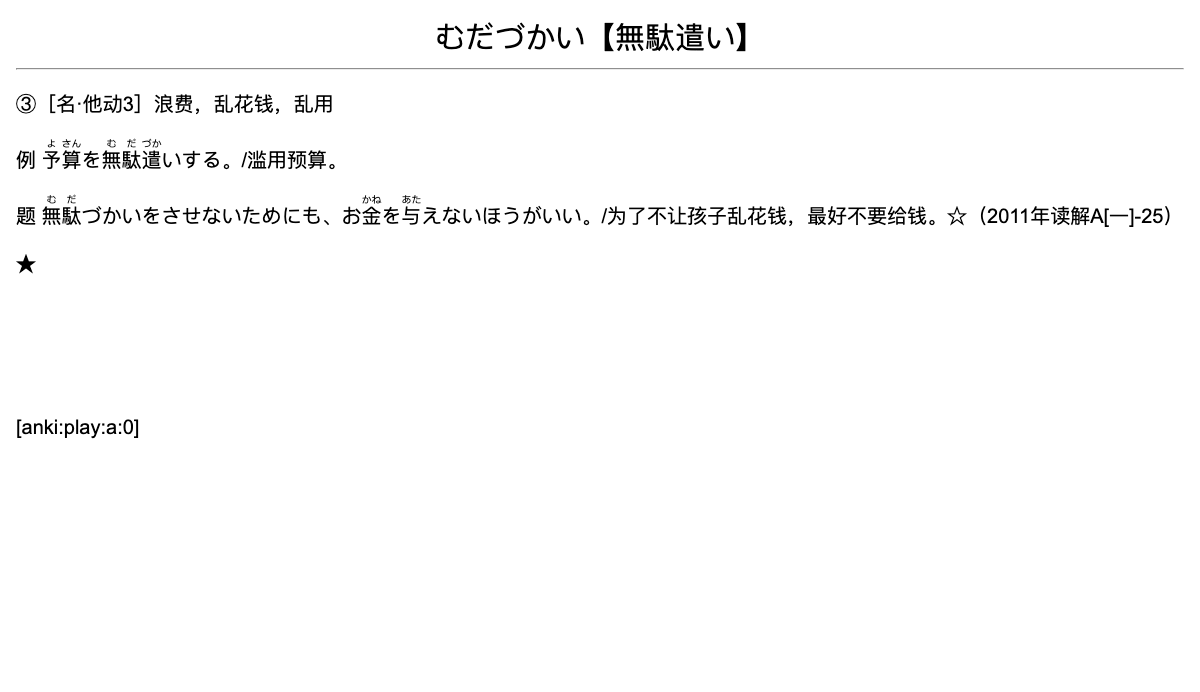 むだづかい【無駄遣い】
③［名·他动3］浪费，乱花钱，乱用
よ さん む だ づか
例 予算を無駄遣いする。/滥用预算。
む だ かね あた
题 無駄づかいをさせないためにも、お金を与えないほうがいい。/为了不让孩子乱花钱，最好不要给钱。☆（2011年读解A[一]-25）
★
[anki:play:a:0]